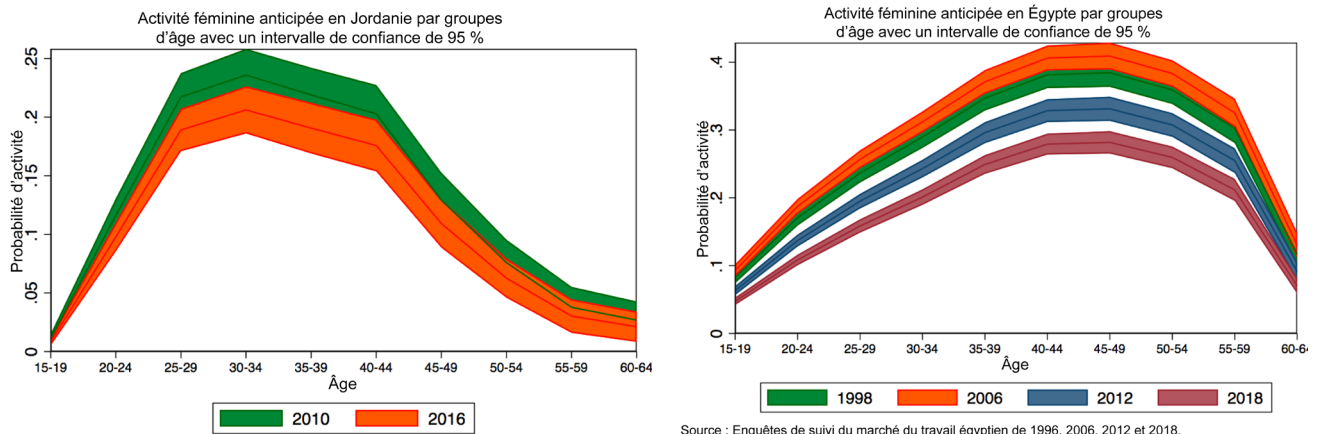 Activité féminine anticipée en Jordanie par groupes
d'âge avec un intervalle de confiance de 95 %
Probabilité d'activité
.25
.2
.15
.1
.05
0
15-19 20-24 25-29 30-34 35-39 40-44 45-49 50-54 55-59 60-64
Âge
2010 2016
Activité féminine anticipée en Égypte par groupes
d'âge avec un intervalle de confiance de 95 %
Probabilité d'activité
.4
.3
.2
.1
0
15-19 20-24 25-29 30-34 35-39 40-44 45-49 50-54 55-59 60-64
Âge
1998 2006 2012 2018
Source : Enquêtes de suivi du marché du travail égyptien de 1996, 2006, 2012 et 2018.